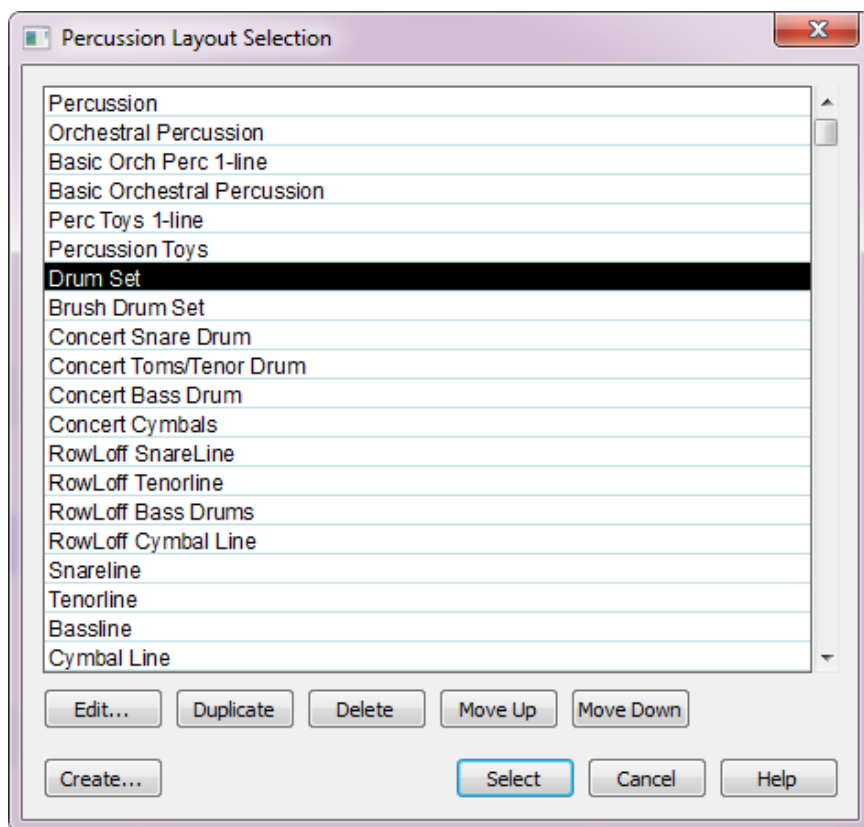 Percussion Layout Selection
Percussion
Orchestral Percussion
Basic Orch Perc 1-line
Basic Orchestral Percussion
Perc Toys 1-line
Percussion Toys
Drum Set
Brush Drum Set
Concert Snare Drum
Concert Toms/Tenor Drum
Concert Bass Drum
Concert Cymbals
RowLoff SnareLine
RowLoff Tenorline
RowLoff Bass Drums
RowLoff Cymbal Line
Snareline
Tenorline
Bassline
Cymbal Line
Edit... Duplicate Delete Move Up Move Down
Create... Select Cancel Help